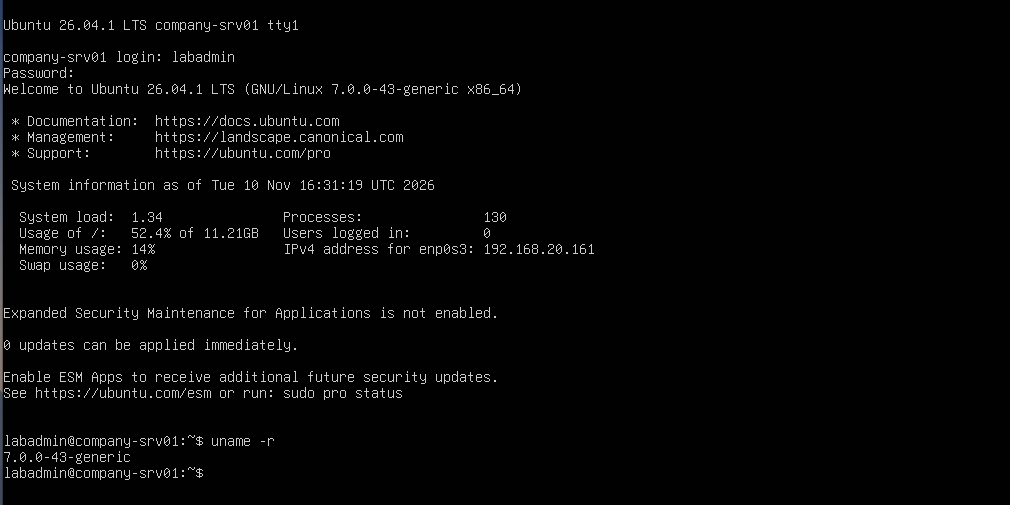 Ubuntu 26.04.1 LTS company-srv01 tty1
company-srv01 login: labadmin
Password:
Welcome to Ubuntu 26.04.1 LTS (GNU/Linux 7.0.0-43-generic x86_64)
* Documentation:  https://docs.ubuntu.com
* Management:     https://landscape.canonical.com
* Support:        https://ubuntu.com/pro
System information as of Tue 10 Nov 16:31:19 UTC 2026
System load:  1.34               Processes:               130
Usage of /:   52.4% of 11.21GB   Users logged in:         0
Memory usage: 14%                IPv4 address for enp0s3: 192.168.20.161
Swap usage:   0%
Expanded Security Maintenance for Applications is not enabled.
0 updates can be applied immediately.
Enable ESM Apps to receive additional future security updates.
See https://ubuntu.com/esm or run: sudo pro status
labadmin@company-srv01:~$ uname -r
7.0.0-43-generic
labadmin@company-srv01:~$